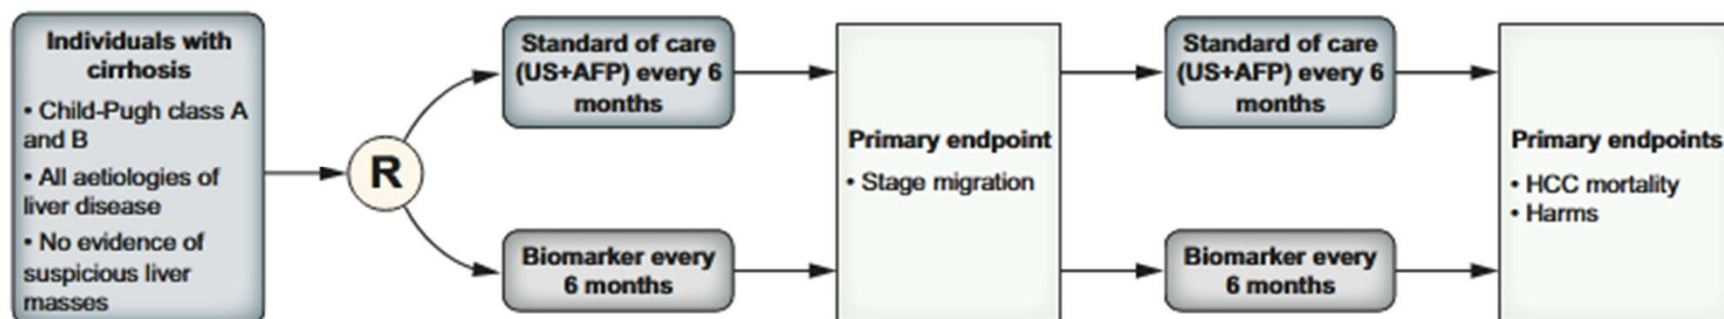 Individuals with
cirrhosis
• Child-Pugh class A
and B
• All aetiologies of
liver disease
• No evidence of
suspicious liver
masses
R
Standard of care
(US+AFP) every 6
months
Biomarker every
6 months
Primary endpoint
• Stage migration
Standard of care
(US+AFP) every 6
months
Biomarker every
6 months
Primary endpoints
• HCC mortality
• Harms